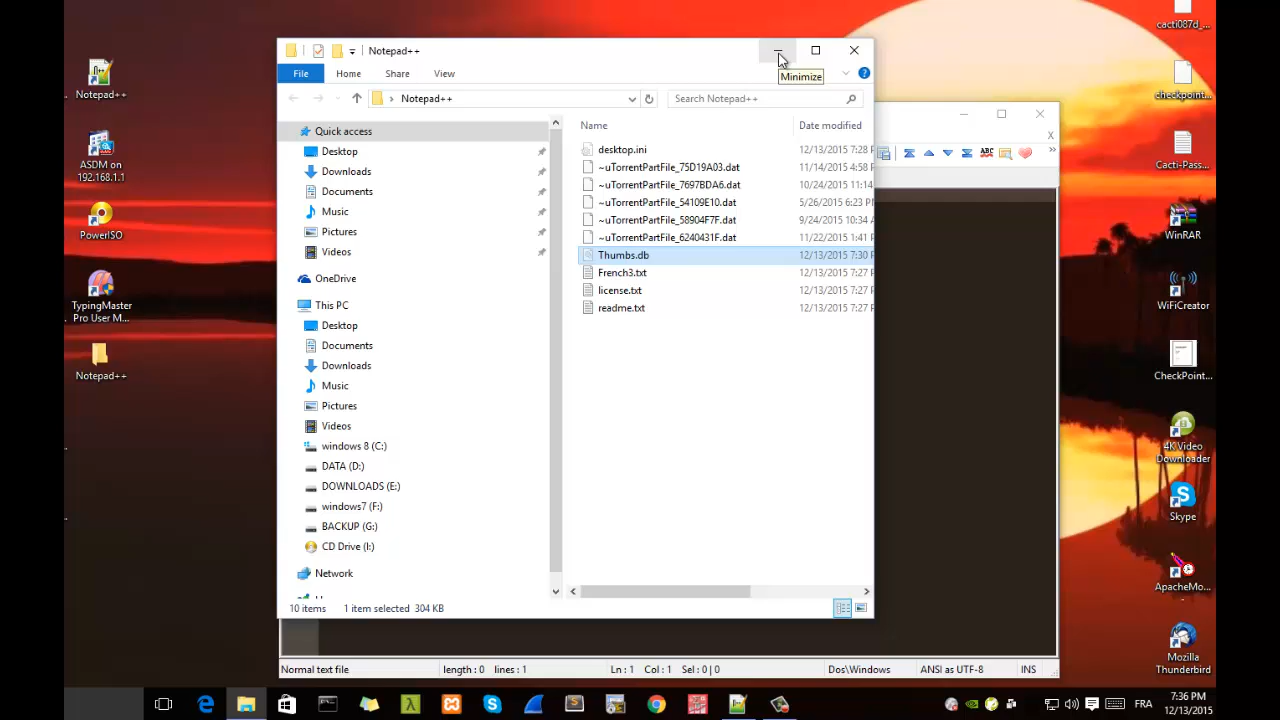 Notepad++
Minimize
File
Home
Share
View
Notepad++
Search Notepad++
Quick access
Desktop
Downloads
Documents
Music
Pictures
Videos
OneDrive
This PC
Desktop
Documents
Downloads
Music
Pictures
Videos
windows 8 (C:)
DATA (D:)
DOWNLOADS (E:)
windows7 (F:)
BACKUP (G:)
CD Drive (I:)
Network
Name
Date modified
desktop.ini
12/13/2015 7:28
~uTorrentPartFile_75D19A03.dat
11/14/2015 4:58
~uTorrentPartFile_7697BDA6.dat
10/24/2015 11:14
~uTorrentPartFile_54109E10.dat
5/26/2015 6:23
~uTorrentPartFile_58904F7F.dat
9/24/2015 10:34
~uTorrentPartFile_6240431F.dat
11/22/2015 1:41
Thumbs.db
12/13/2015 7:30
French3.txt
12/13/2015 7:27
license.txt
12/13/2015 7:27
readme.txt
12/13/2015 7:27
10 items
1 item selected 304 KB
X
ABC
Normal text file
length : 0 lines : 1
Ln : 1 Col : 1 Sel : 0 | 0
Dos\Windows
ANSI as UTF-8
INS
Notepad++
ASDM on
192.168.1.1
PowerISO
TypingMaster
Pro User M...
Notepad++
cacti087d_...
checkpoint...
Cacti-Pass...
WinRAR
WiFiCreator
CheckPoint...
4K Video
Downloader
Skype
ApacheMo...
Mozilla
Thunderbird
FRA
7:36 PM
12/13/2015